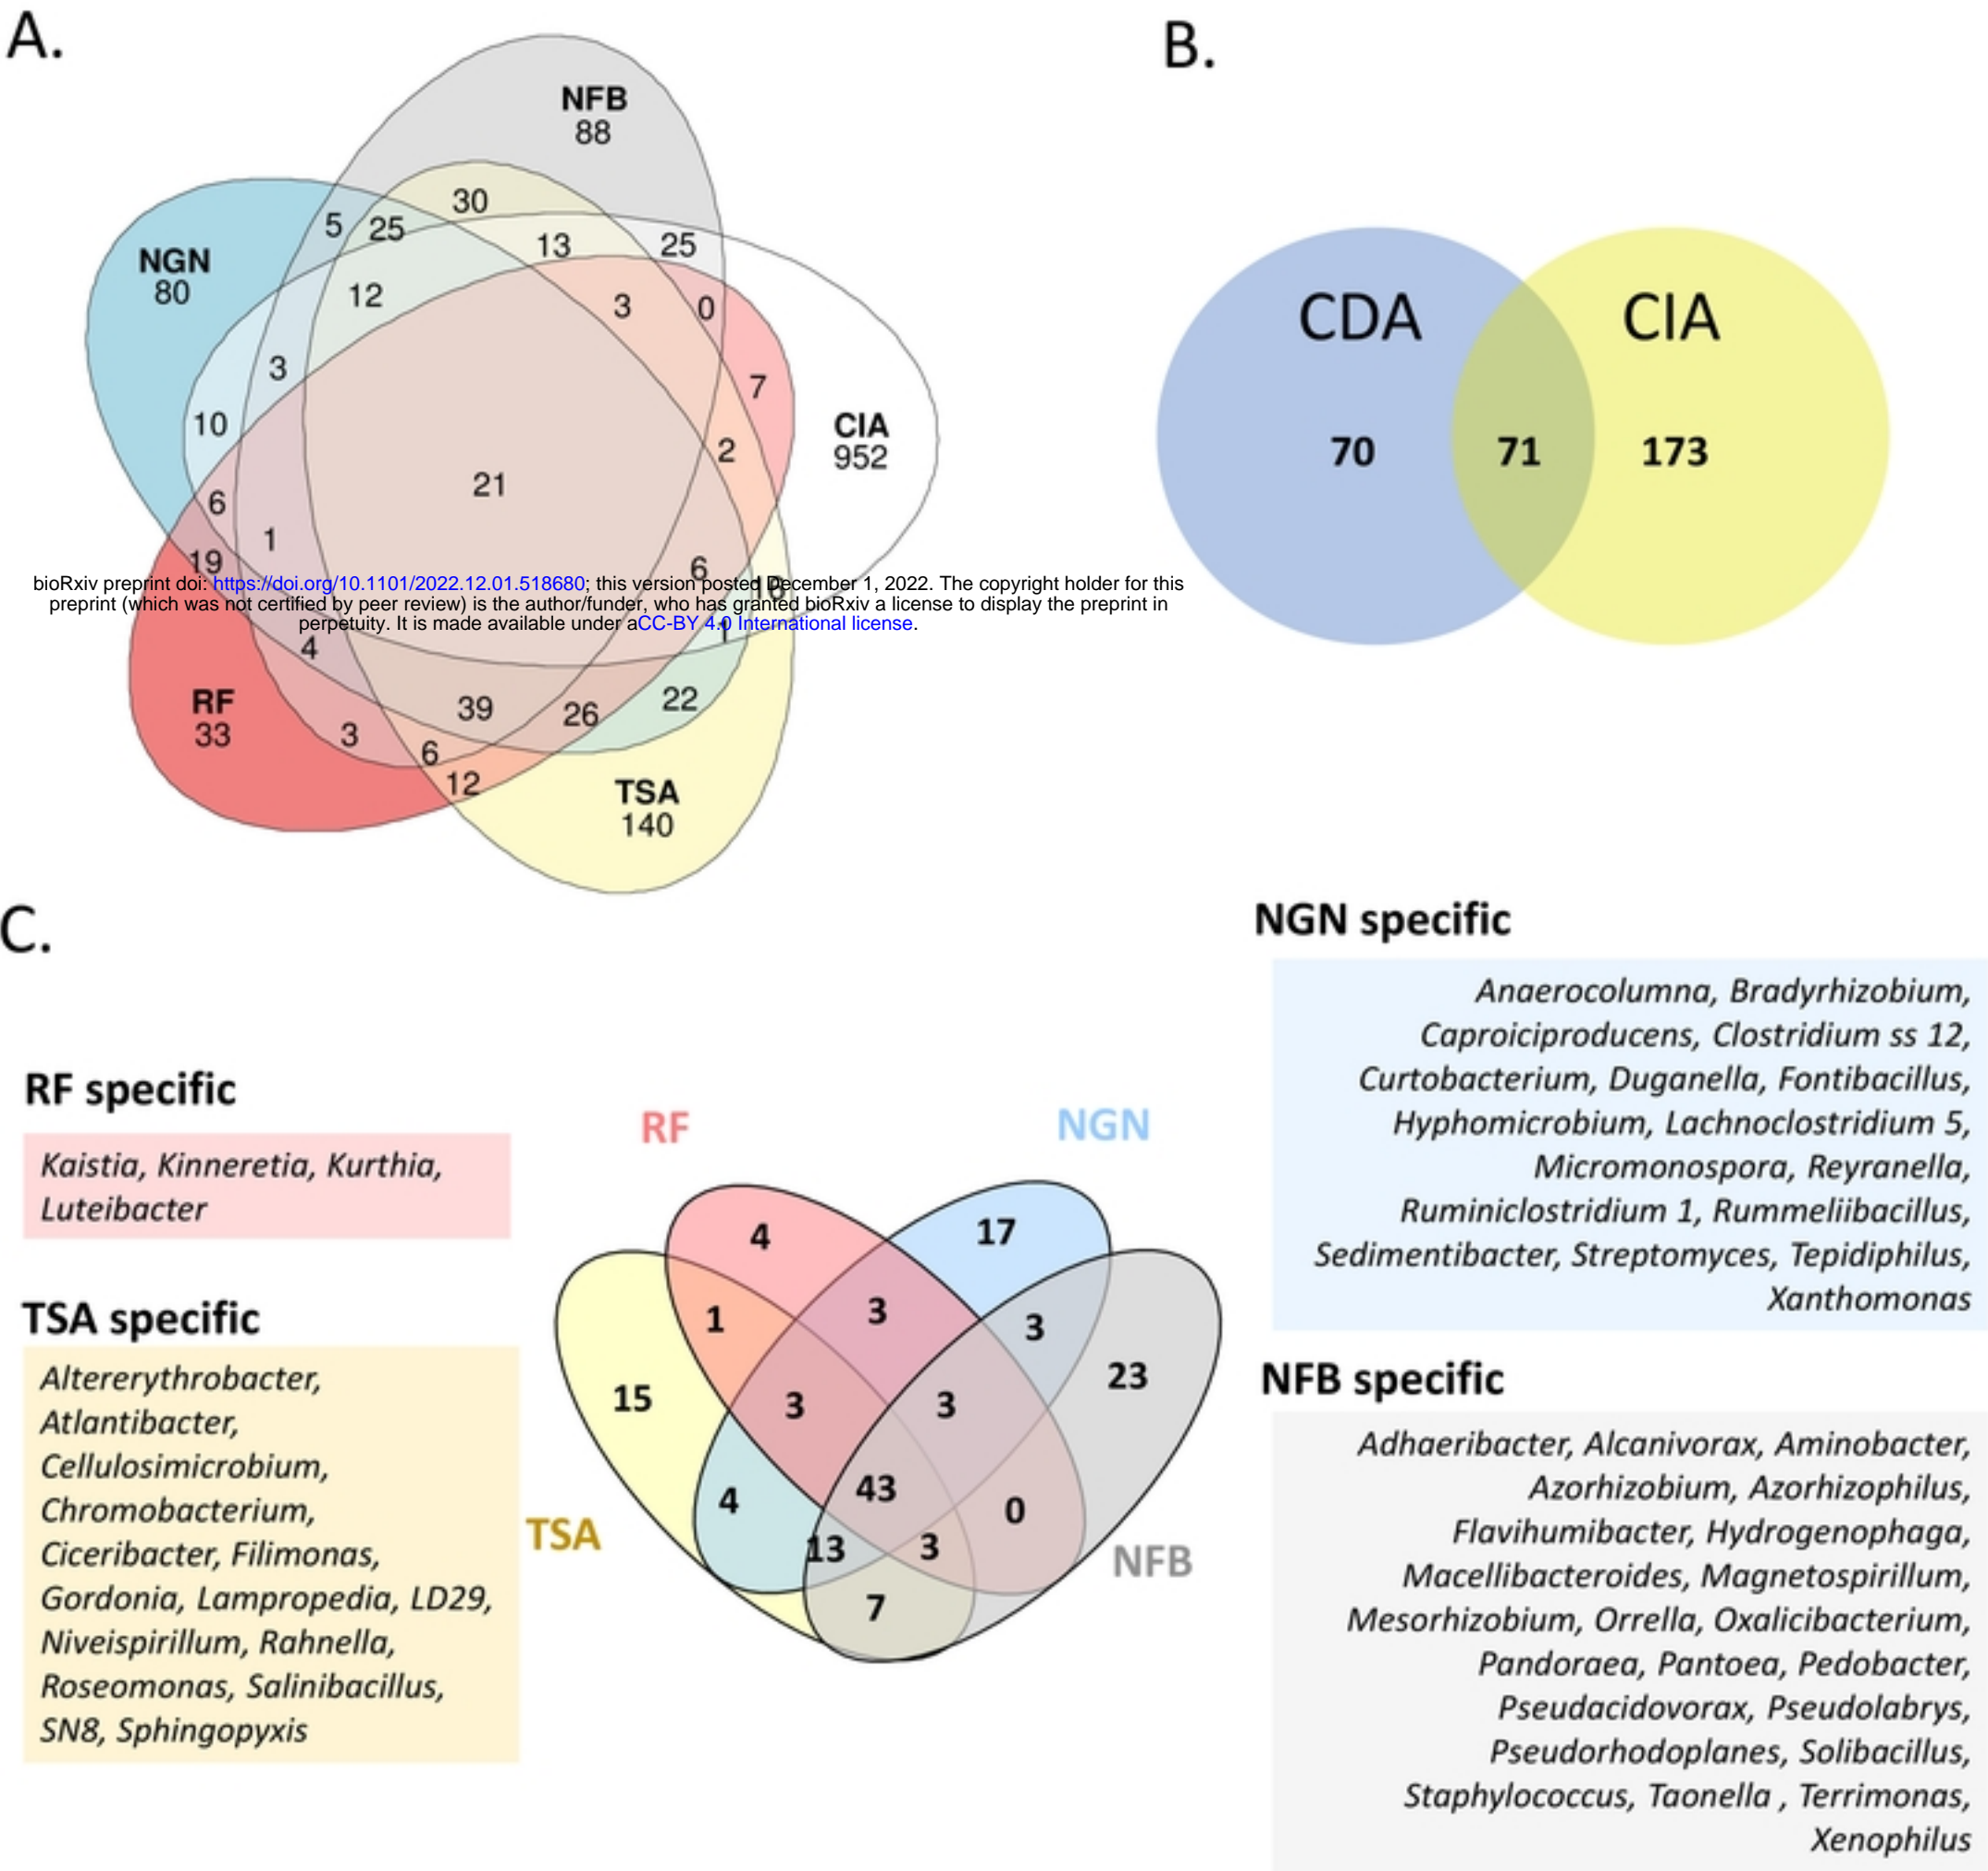 A.
NFB
88
30
5
25
13
25
NGN
80
12
3
0
3
7
10
CIA
952
2
21
6
1
19
6
16
bioRxiv preprint doi: https://doi.org/10.1101/2022.12.01.518680; this version posted December 1, 2022. The copyright holder for this
preprint (which was not certified by peer review) is the author/funder, who has granted bioRxiv a license to display the preprint in
perpetuity. It is made available under aCC-BY 4.0 International license.
1
4
RF
33
39
26
22
3
6
12
TSA
140
B.
CDA
CIA
70
71
173
C.
RF specific
Kaistia, Kinneretia, Kurthia,
Luteibacter
TSA specific
Altererythrobacter,
Atlantibacter,
Cellulosimicrobium,
Chromobacterium,
Ciceribacter, Filimonas,
Gordonia, Lampropedia, LD29,
Niveispirillum, Rahnella,
Roseomonas, Salinibacillus,
SN8, Sphingopyxis
RF
NGN
4
17
1
3
3
15
3
3
23
4
43
0
13
3
7
TSA
NFB
NGN specific
Anaerocolumna, Bradyrhizobium,
Caproiciproducens, Clostridium ss 12,
Curtobacterium, Duganella, Fontibacillus,
Hyphomicrobium, Lachnoclostridium 5,
Micromonospora, Reyranella,
Ruminiclostridium 1, Rummeliibacillus,
Sedimentibacter, Streptomyces, Tepidiphilus,
Xanthomonas
NFB specific
Adhaeribacter, Alcanivorax, Aminobacter,
Azorhizobium, Azorhizophilus,
Flavihumibacter, Hydrogenophaga,
Macellibacteroides, Magnetospirillum,
Mesorhizobium, Orrella, Oxalicibacterium,
Pandoraea, Pantoea, Pedobacter,
Pseudacidovorax, Pseudolabrys,
Pseudorhodoplanes, Solibacillus,
Staphylococcus, Taonella , Terrimonas,
Xenophilus